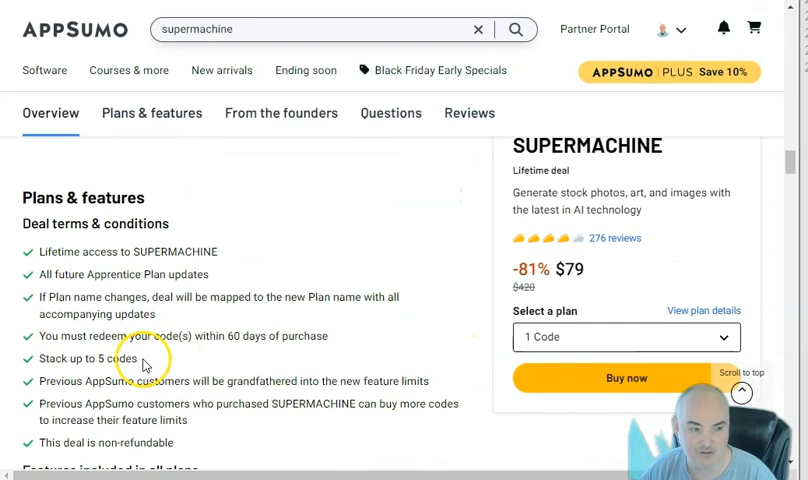 APPSUMO
supermachine
Partner Portal
Software
Courses & more
New arrivals
Ending soon
Black Friday Early Specials
APPSUMO PLUS Save 10%
Overview
Plans & features
From the founders
Questions
Reviews
SUPERMACHINE
Lifetime deal
Generate stock photos, art, and images with
the latest in AI technology
276 reviews
-81% $79
$420
Select a plan
View plan details
1 Code
Buy now
Scroll to top
Plans & features
Deal terms & conditions
Lifetime access to SUPERMACHINE
All future Apprentice Plan updates
If Plan name changes, deal will be mapped to the new Plan name with all
accompanying updates
You must redeem your code(s) within 60 days of purchase
Stack up to 5 codes
Previous AppSumo customers will be grandfathered into the new feature limits
Previous AppSumo customers who purchased SUPERMACHINE can buy more codes
to increase their feature limits
This deal is non-refundable
Features included in all plans